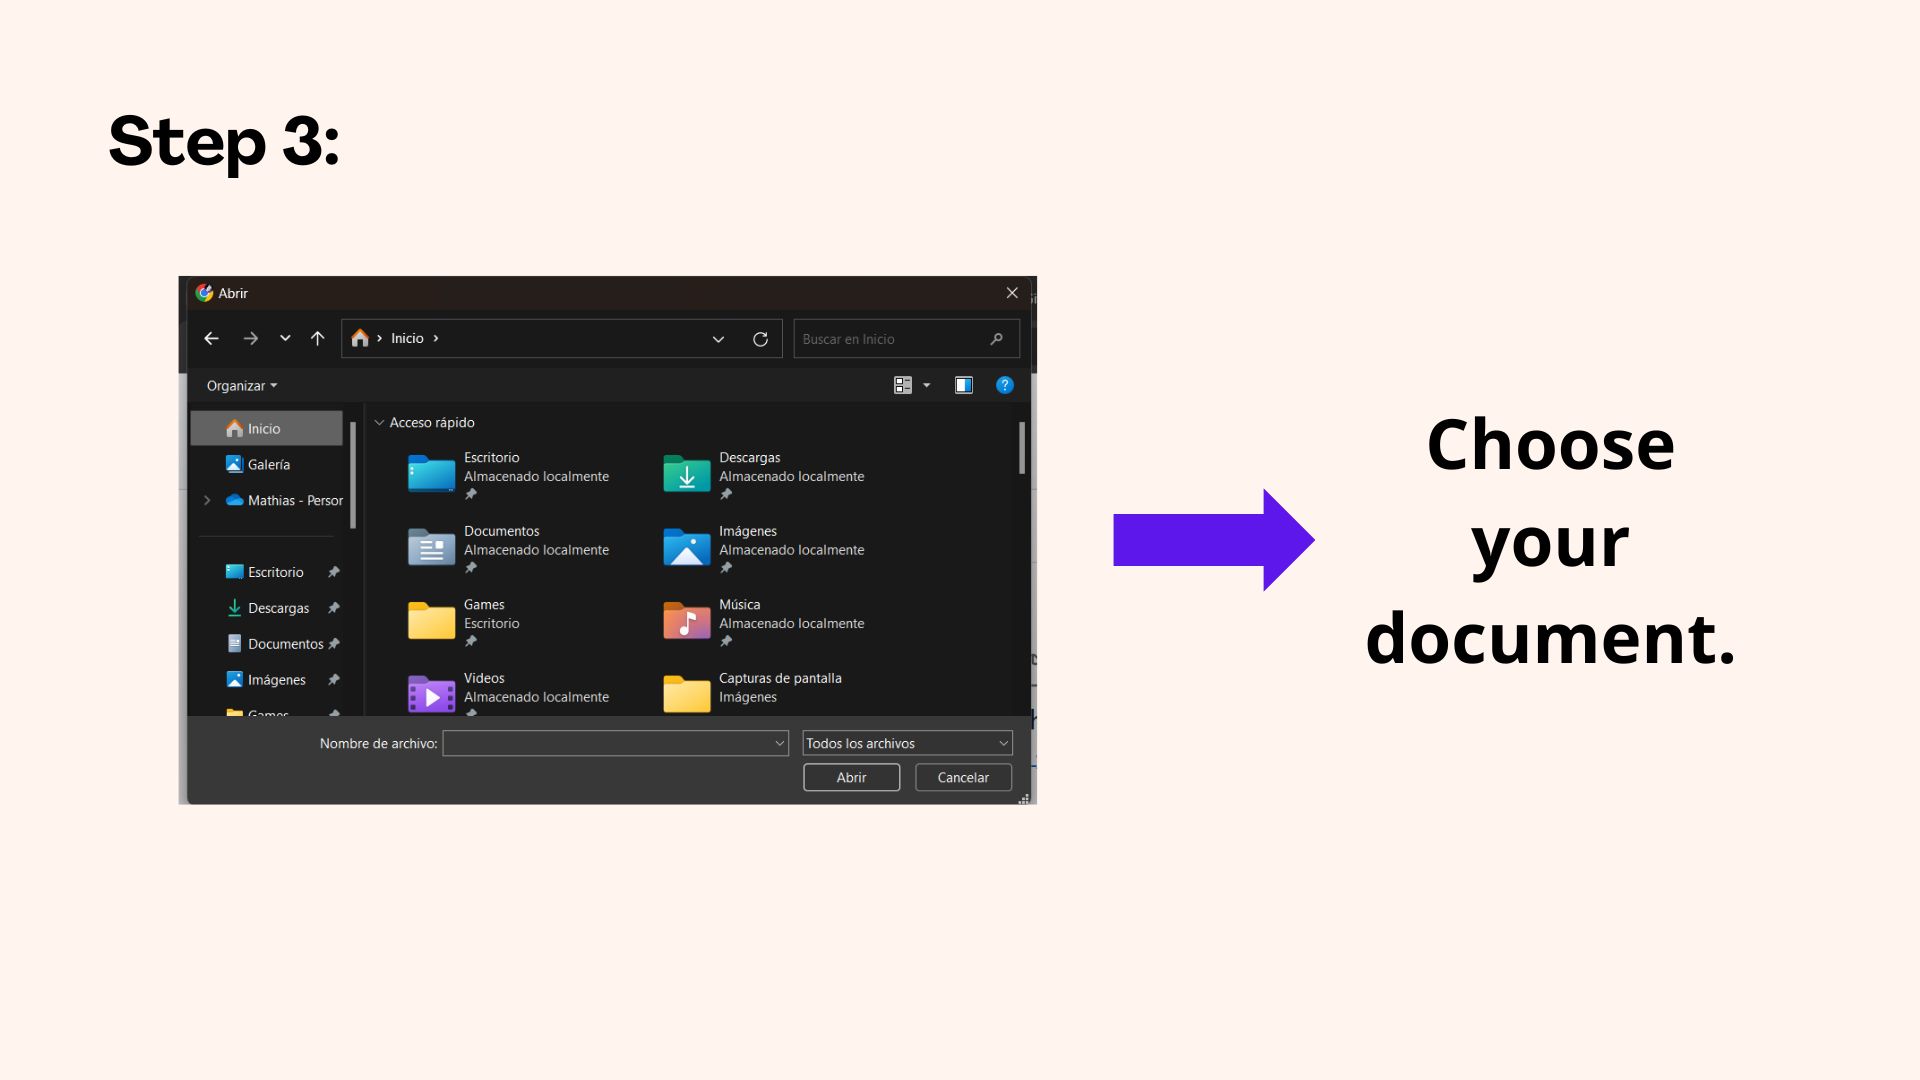 Step 3:
Abrir
Inicio
Buscar en Inicio
Organizar
Inicio
Galería
Mathias - Person
Escritorio
Descargas
Documentos
Imágenes
Games
Acceso rápido
Escritorio
Almacenado localmente
Descargas
Almacenado localmente
Documentos
Almacenado localmente
Imágenes
Almacenado localmente
Games
Escritorio
Música
Almacenado localmente
Videos
Almacenado localmente
Capturas de pantalla
Imágenes
Nombre de archivo:
Todos los archivos
Abrir
Cancelar
Choose
your
document.